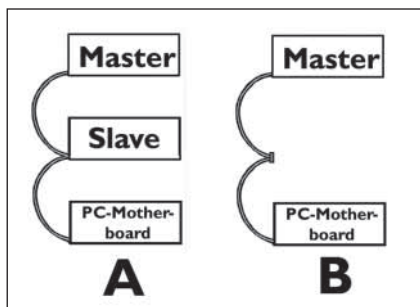 Master
Slave
PC-Mother-
board
A
Master
PC-Mother-
board
B